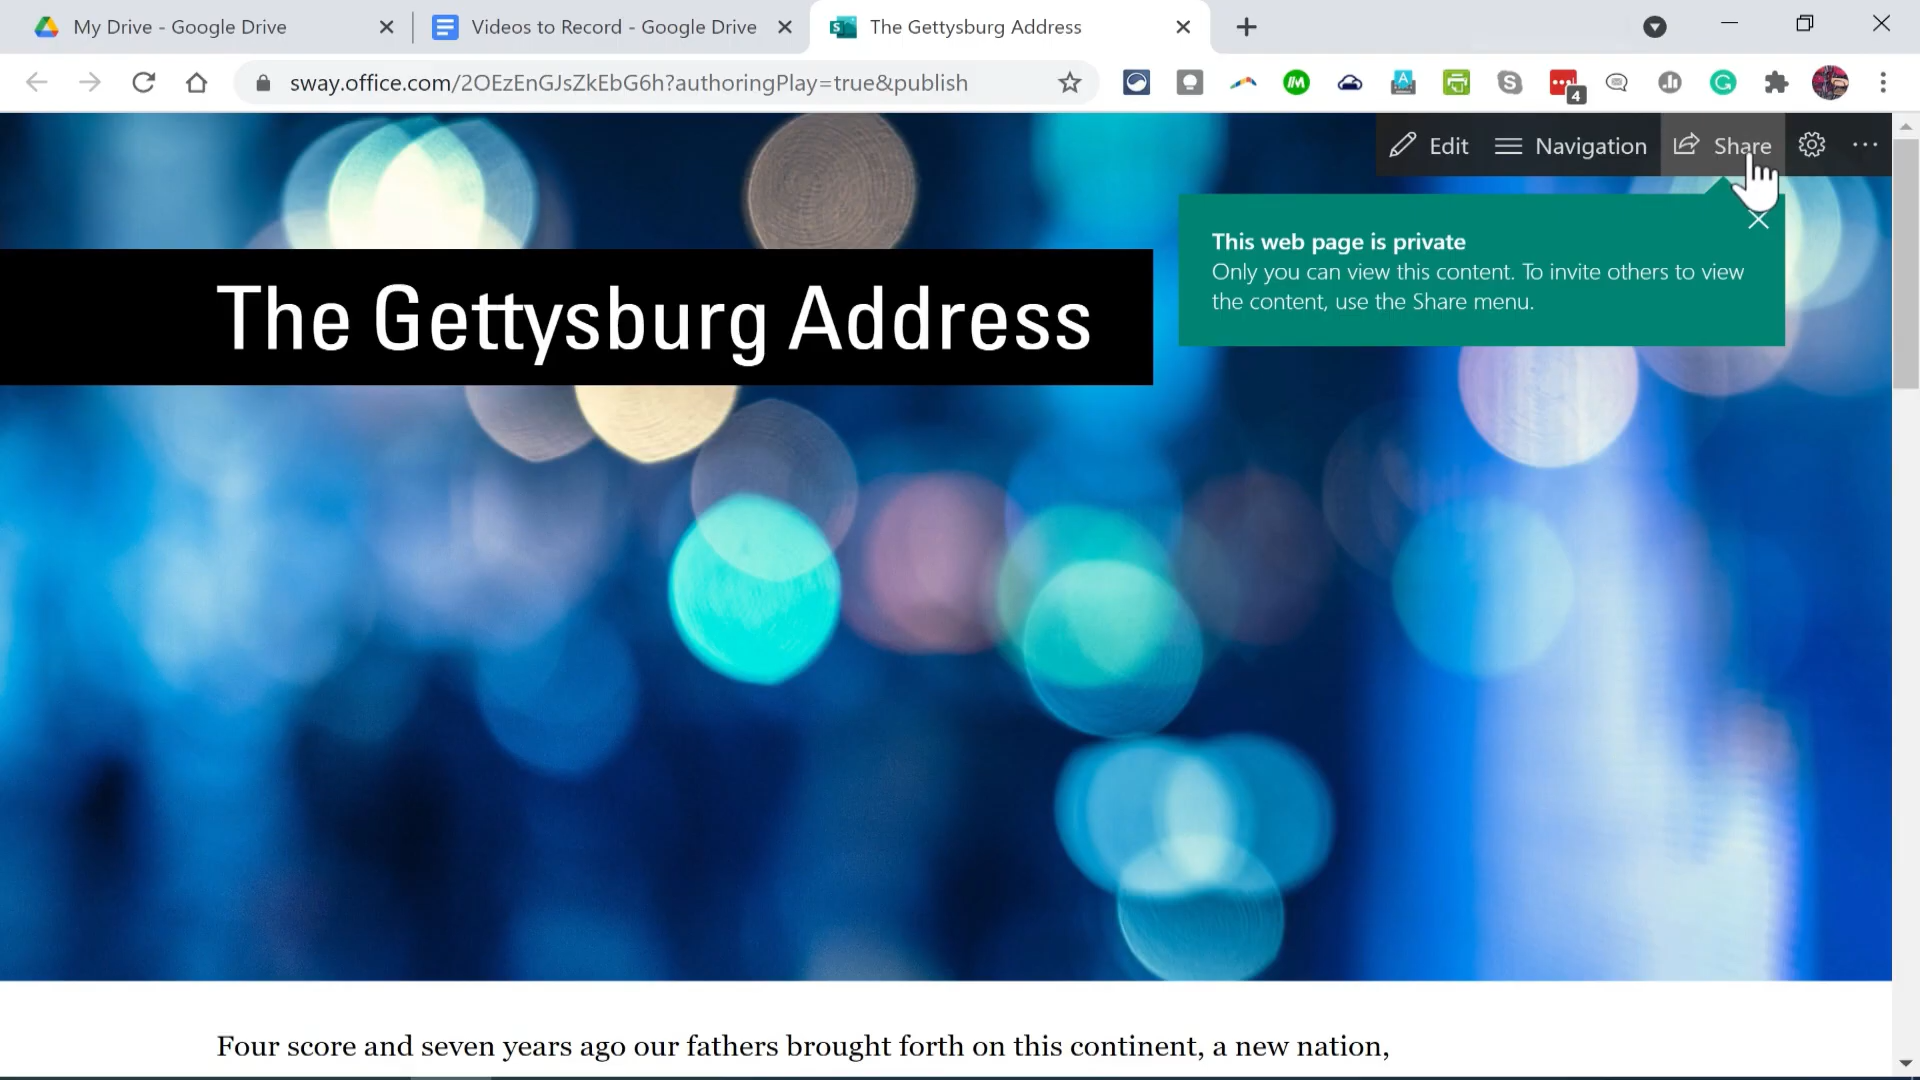 My Drive - Google Drive
Videos to Record - Google Drive
The Gettysburg Address
sway.office.com/2OEzEnGJsZkEbG6h?authoringPlay=true&publish
4
Edit
Navigation
Share
This web page is private
Only you can view this content. To invite others to view
the content, use the Share menu.
The Gettysburg Address
Four score and seven years ago our fathers brought forth on this continent, a new nation,